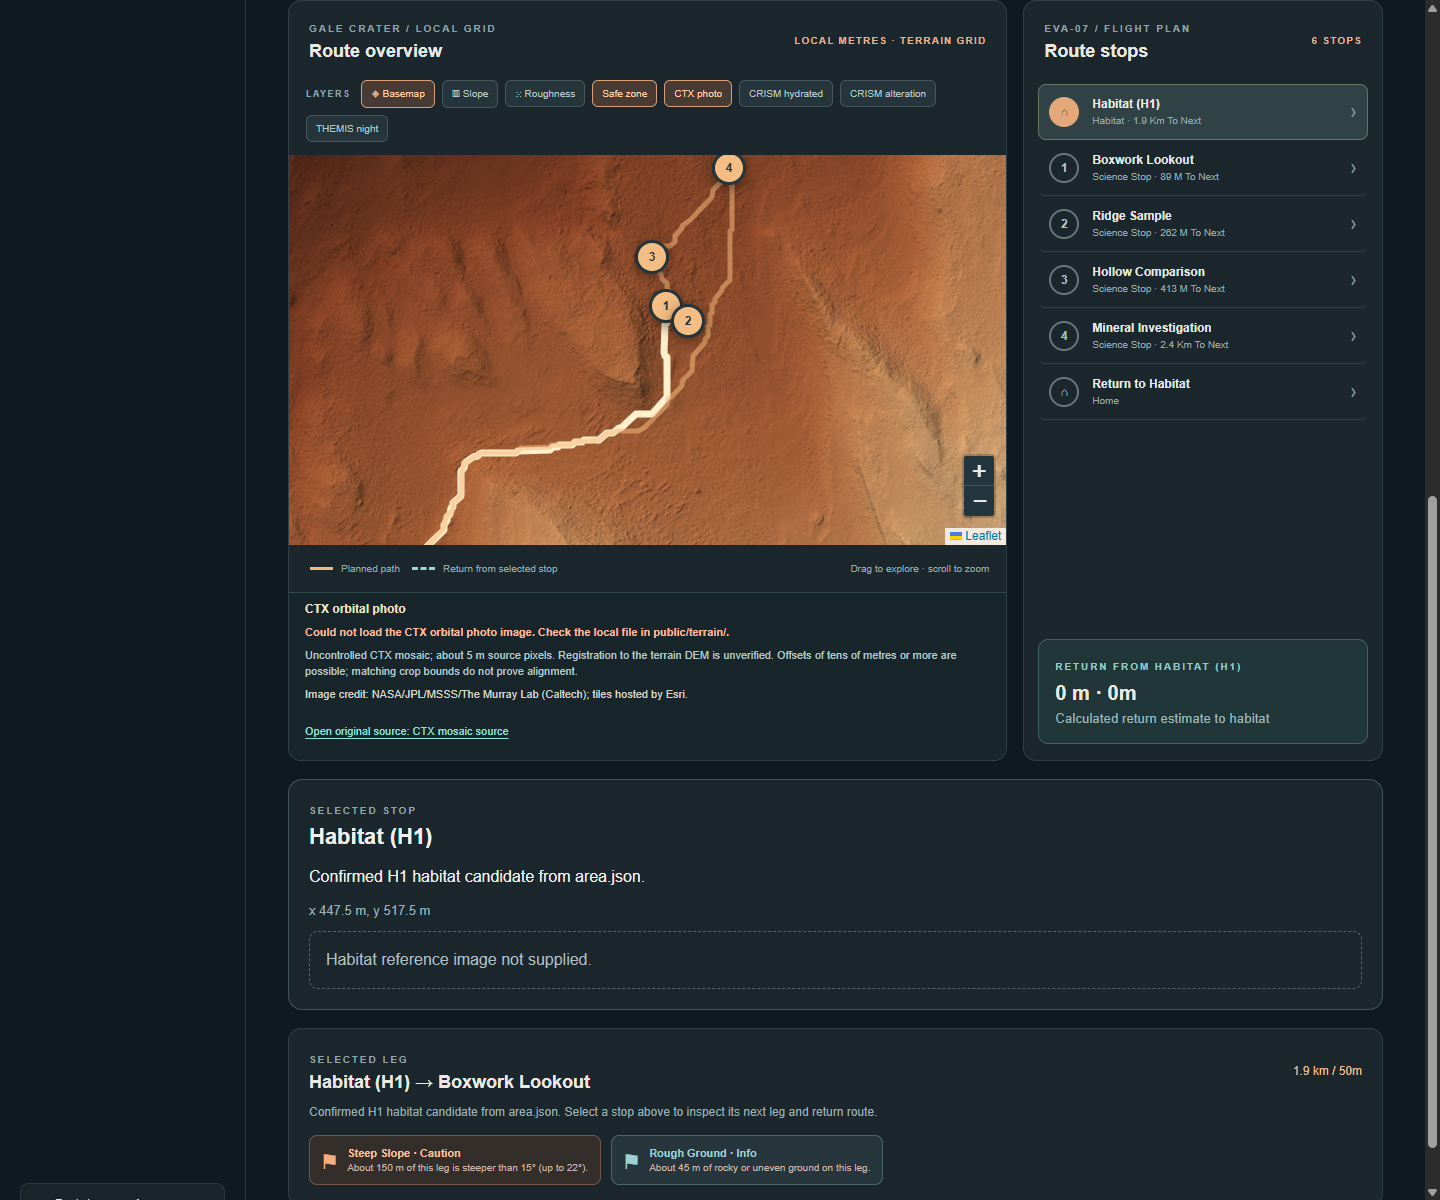 GALE CRATER / LOCAL GRID
Route overview
LOCAL METRES · TERRAIN GRID
LAYERS
Basemap
Slope
Roughness
Safe zone
CTX photo
CRISM hydrated
CRISM alteration
THEMIS night
4
3
1
2
+
−
Leaflet
Planned path
Return from selected stop
Drag to explore · scroll to zoom
CTX orbital photo
Could not load the CTX orbital photo image. Check the local file in public/terrain/.
Uncontrolled CTX mosaic; about 5 m source pixels. Registration to the terrain DEM is unverified. Offsets of tens of metres or more are
possible; matching crop bounds do not prove alignment.
Image credit: NASA/JPL/MSSS/The Murray Lab (Caltech); tiles hosted by Esri.
Open original source: CTX mosaic source
EVA-07 / FLIGHT PLAN
Route stops
6 STOPS
Habitat (H1)
Habitat · 1.9 Km To Next
1
Boxwork Lookout
Science Stop · 89 M To Next
2
Ridge Sample
Science Stop · 262 M To Next
3
Hollow Comparison
Science Stop · 413 M To Next
4
Mineral Investigation
Science Stop · 2.4 Km To Next
Return to Habitat
Home
RETURN FROM HABITAT (H1)
0 m · 0m
Calculated return estimate to habitat
SELECTED STOP
Habitat (H1)
Confirmed H1 habitat candidate from area.json.
x 447.5 m, y 517.5 m
Habitat reference image not supplied.
SELECTED LEG
Habitat (H1) → Boxwork Lookout
1.9 km / 50m
Confirmed H1 habitat candidate from area.json. Select a stop above to inspect its next leg and return route.
Steep Slope · Caution
About 150 m of this leg is steeper than 15° (up to 22°).
Rough Ground · Info
About 45 m of rocky or uneven ground on this leg.